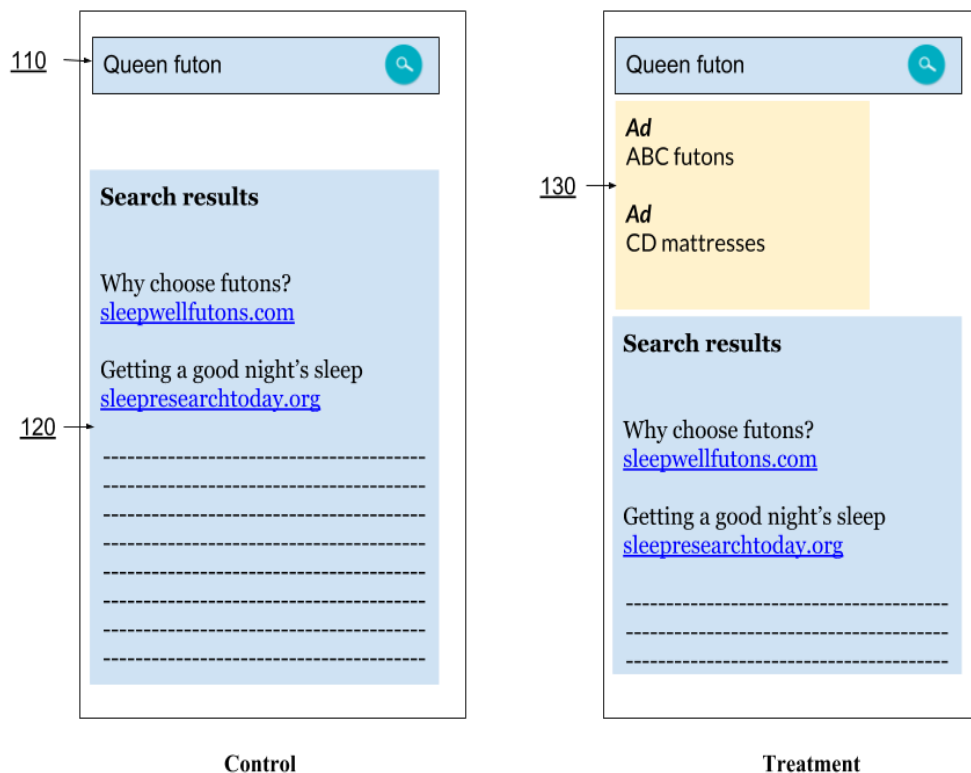 110
Queen futon
Search results
Why choose futons?
sleepwellfutons.com
Getting a good night's sleep
sleepresearchtoday.org
120
--------------------------------------------
--------------------------------------------
--------------------------------------------
--------------------------------------------
--------------------------------------------
--------------------------------------------
--------------------------------------------
--------------------------------------------
Control
Queen futon
Ad
ABC futons
130
Ad
CD mattresses
Search results
Why choose futons?
sleepwellfutons.com
Getting a good night's sleep
sleepresearchtoday.org
--------------------------------------------
--------------------------------------------
--------------------------------------------
Treatment